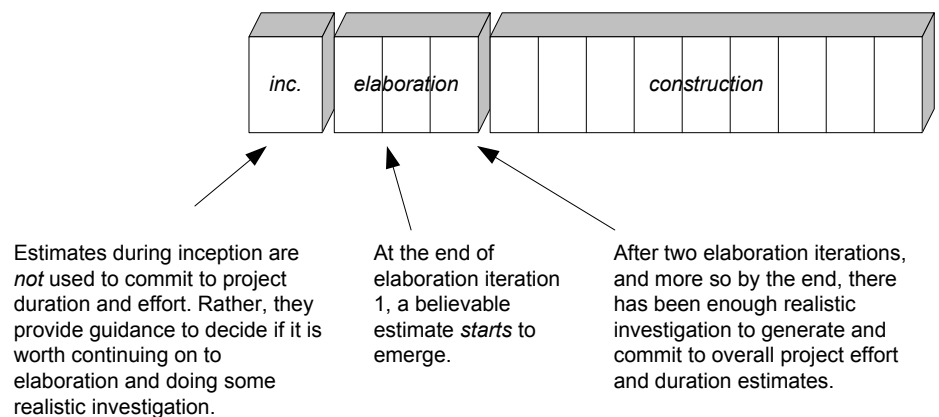 inc.
elaboration
construction
Estimates during inception are
not used to commit to project
duration and effort. Rather, they
provide guidance to decide if it is
worth continuing on to
elaboration and doing some
realistic investigation.
At the end of
elaboration iteration
1, a believable
estimate starts to
emerge.
After two elaboration iterations,
and more so by the end, there
has been enough realistic
investigation to generate and
commit to overall project effort
and duration estimates.